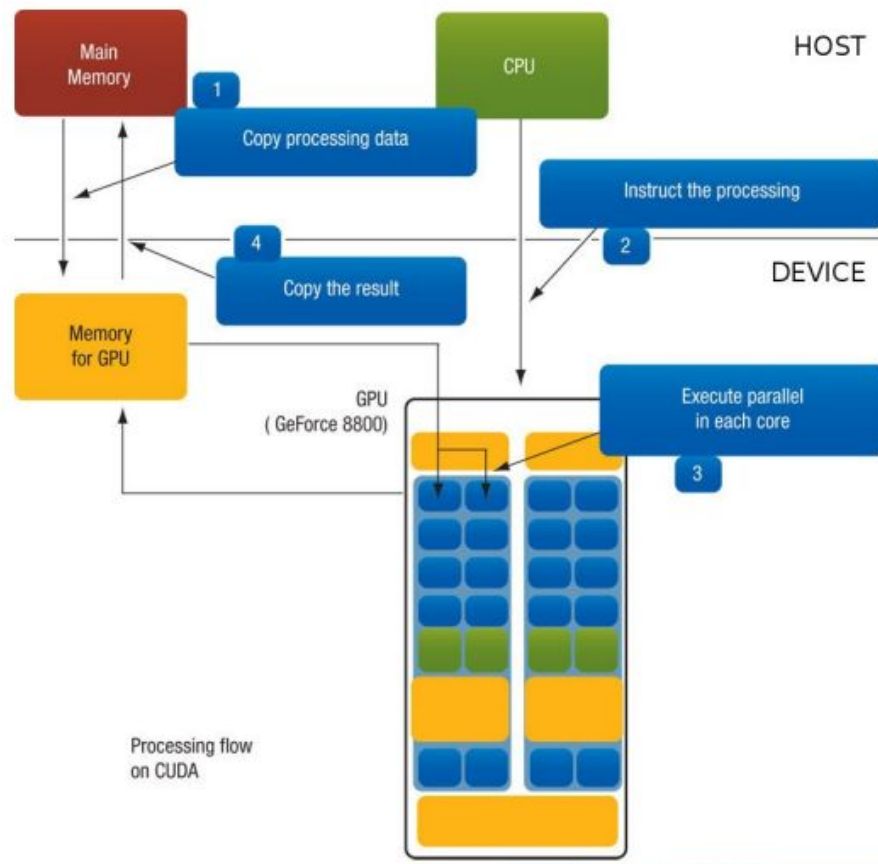 Main
Memory
CPU
HOST
1
Copy processing data
Instruct the processing
4
2
DEVICE
Copy the result
Memory
for GPU
GPU
( GeForce 8800)
Execute parallel
in each core
3
Processing flow
on CUDA